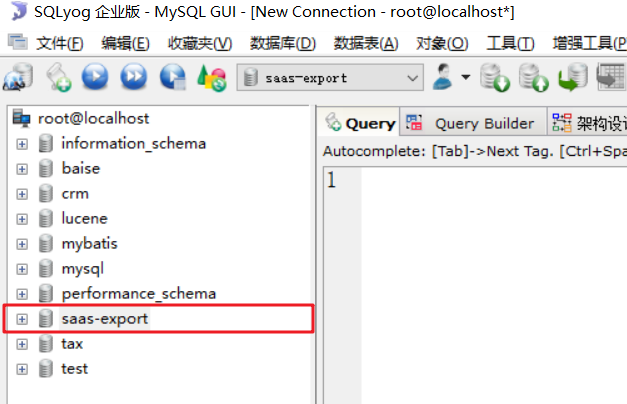 SQLyog 企业版 - MySQL GUI - [New Connection - root@localhost*]
文件(F) 编辑(E) 收藏夹(V) 数据库(D) 数据表(A) 对象(O) 工具(T) 增强工具(P
saas-export
root@localhost
Query Query Builder 架构设
Autocomplete: [Tab]->Next Tag. [Ctrl+Spa
1
information_schema
baise
crm
lucene
mybatis
mysql
performance_schema
saas-export
tax
test